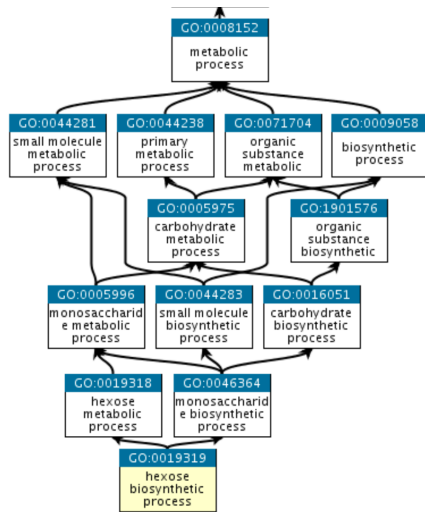 GO:0008152
metabolic
process
GO:0044281
small molecule
metabolic
process
GO:0044238
primary
metabolic
process
GO:0071704
organic
substance
metabolic
GO:0009058
biosynthetic
process
GO:0005975
carbohydrate
metabolic
process
GO:1901576
organic
substance
biosynthetic
GO:0005996
monosaccharid
e metabolic
process
GO:0044283
small molecule
biosynthetic
process
GO:0016051
carbohydrate
biosynthetic
process
GO:0019318
hexose
metabolic
process
GO:0046364
monosaccharid
e biosynthetic
process
GO:0019319
hexose
biosynthetic
process